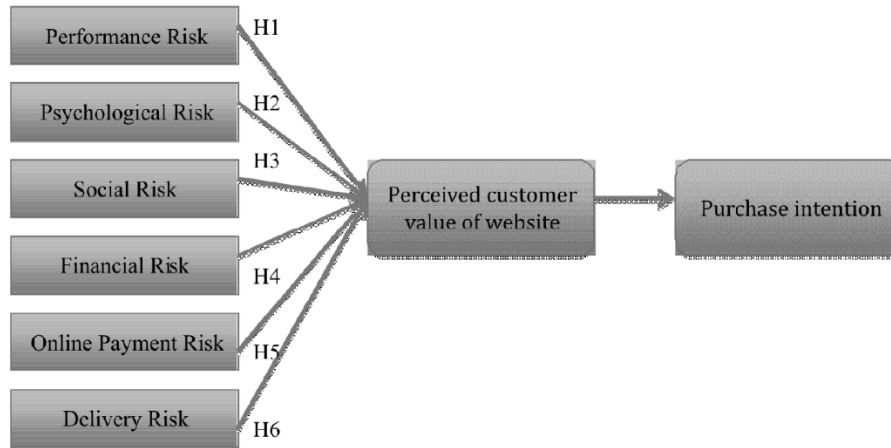 Performance Risk
H1
Psychological Risk
H2
Social Risk
H3
Financial Risk
H4
Online Payment Risk
H5
Delivery Risk
H6
Perceived customer
value of website
Purchase intention